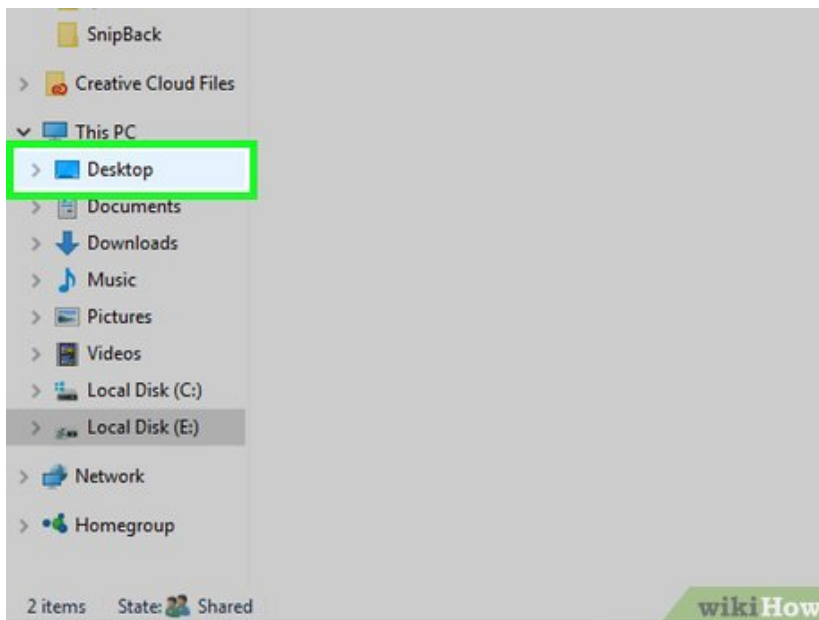 SnipBack
Creative Cloud Files
This PC
Desktop
Documents
Downloads
Music
Pictures
Videos
Local Disk (C:)
Local Disk (E:)
Network
Homegroup
2 items State: Shared
wikiHow